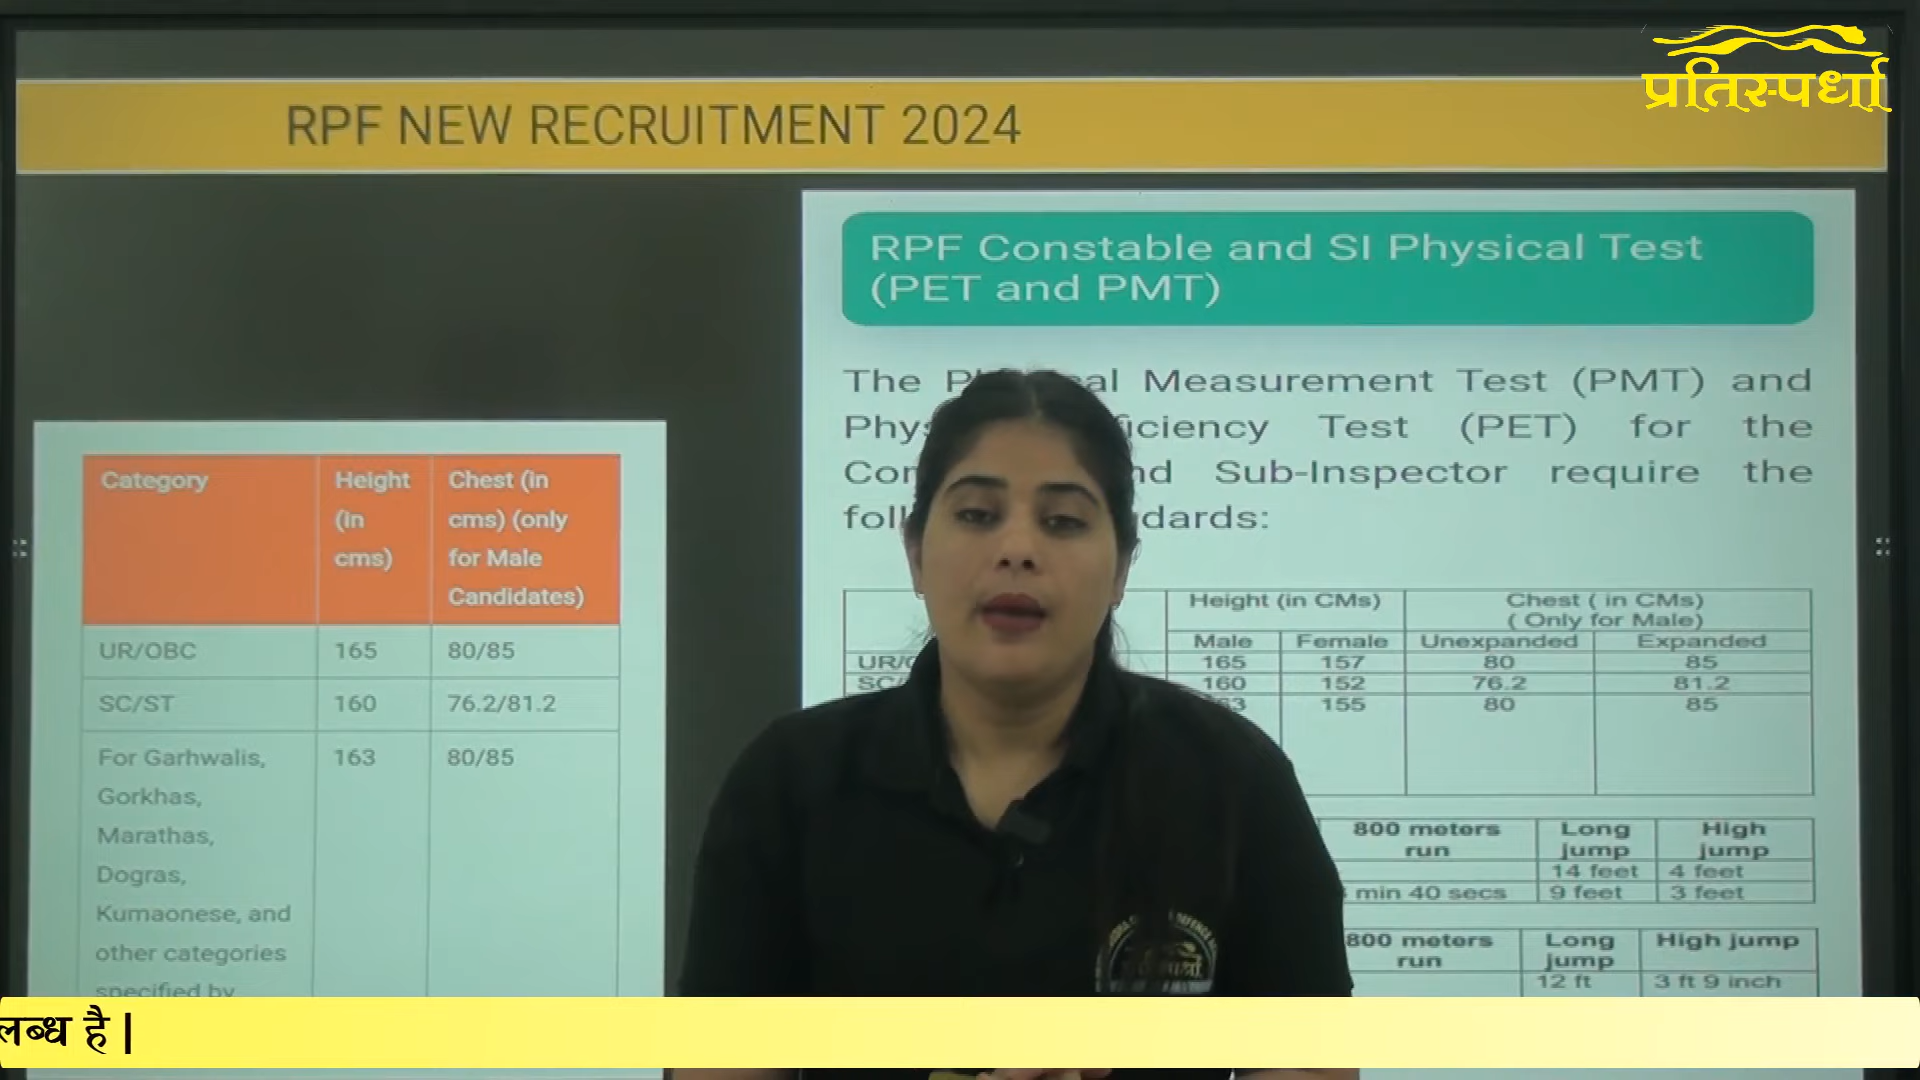 प्रतिस्पर्धा
RPF NEW RECRUITMENT 2024
RPF Constable and SI Physical Test
(PET and PMT)
The al Measurement Test (PMT) and
iciency Test (PET) for the
Sub-Inspector require the
dards:
Category Height (in cms) Chest (in cms) (only for Male Candidates)
UR/OBC 165 80/85
SC/ST 160 76.2/81.2
For Garhwalis, 163 80/85
Gorkhas,
Marathas,
Dogras,
Kumaonese, and
other categories
specified by
Height (in CMs) Chest ( in CMs)
( Only for Male)
Male Female Unexpanded Expanded
165 157 80 85
160 152 76.2 81.2
155 80 85
800 meters run Long jump High jump
14 feet 4 feet
min 40 secs 9 feet 3 feet
800 meters run Long jump High jump
12 ft 3 ft 9 inch
लब्ध है |